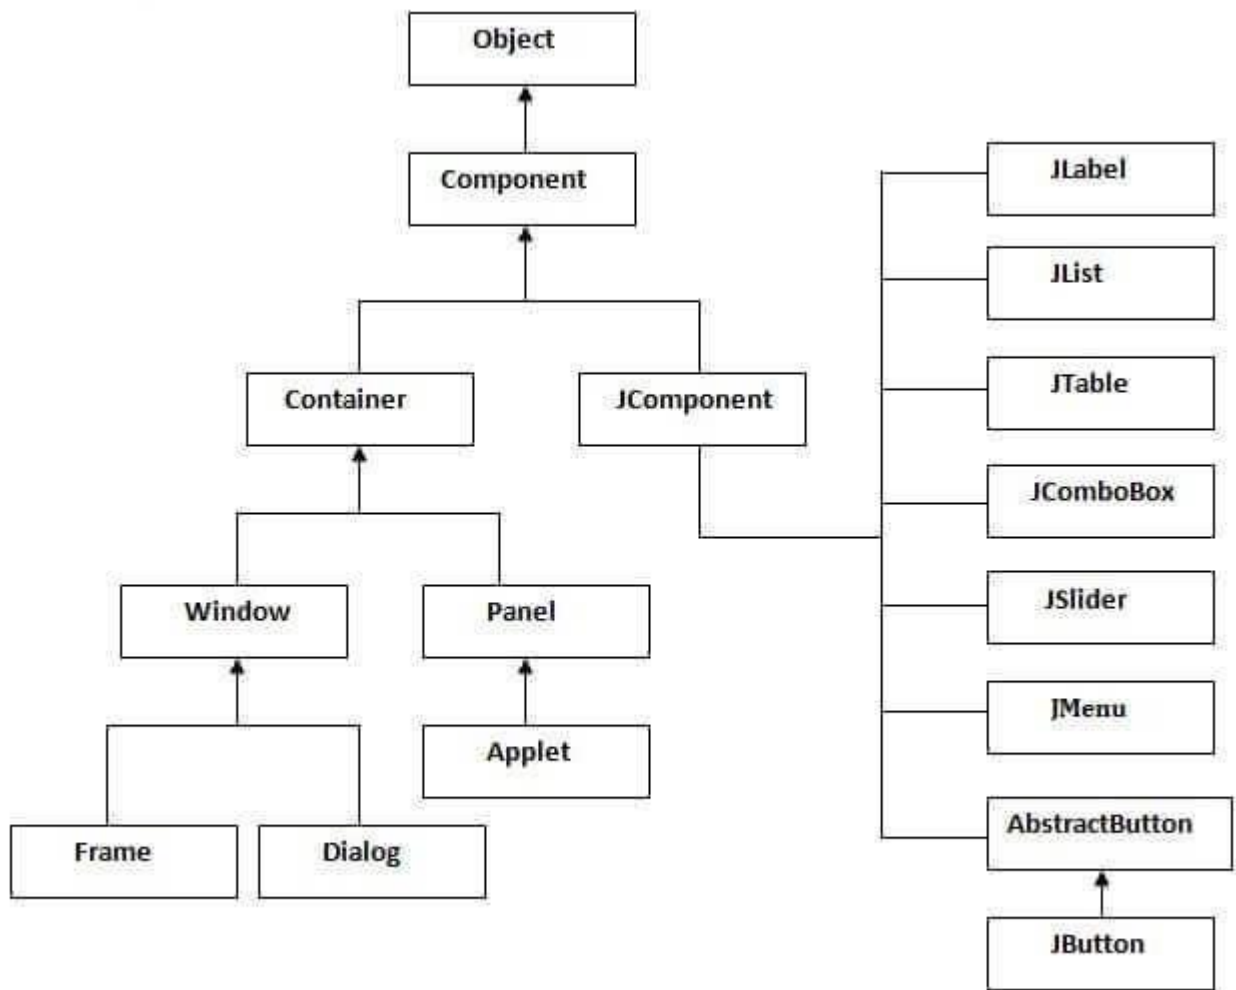 Object
Component
Container
JComponent
Window
Panel
Applet
Frame
Dialog
JLabel
JList
JTable
JComboBox
JSlider
JMenu
AbstractButton
JButton